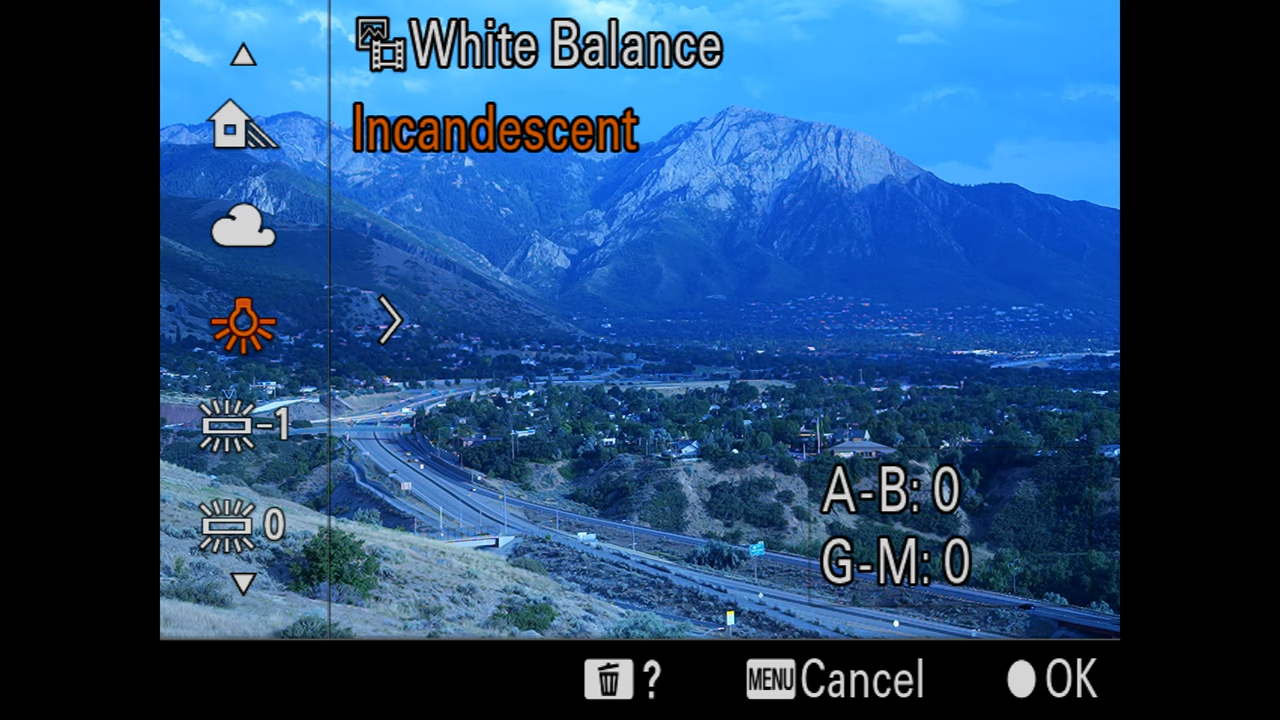 White Balance
Incandescent
-1
0
A-B: 0
G-M: 0
? MENU Cancel OK